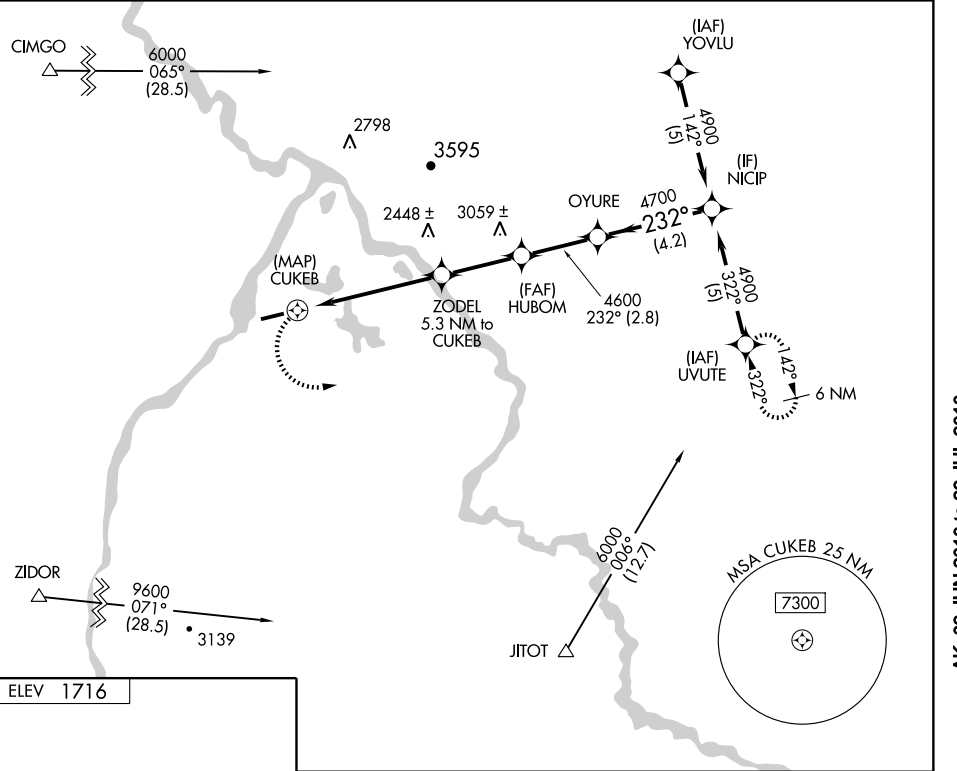 CIMGO
6000
065°
(28.5)
(IAF)
YOVLU
2798
3595
4900
142°
(5)
(IF)
NICIP
OYURE
4700
232°
(4.2)
2448 ±
3059 ±
(MAP)
CUKEB
ZODEL
5.3 NM to
CUKEB
(FAF)
HUBOM
4600
232° (2.8)
4900
322°
(5)
(IAF)
UVUTE
142°
322°
6 NM
6000
006°
(12.7)
JITOT
ZIDOR
9600
071°
(28.5)
3139
MSA CUKEB 25 NM
7300
ELEV 1716